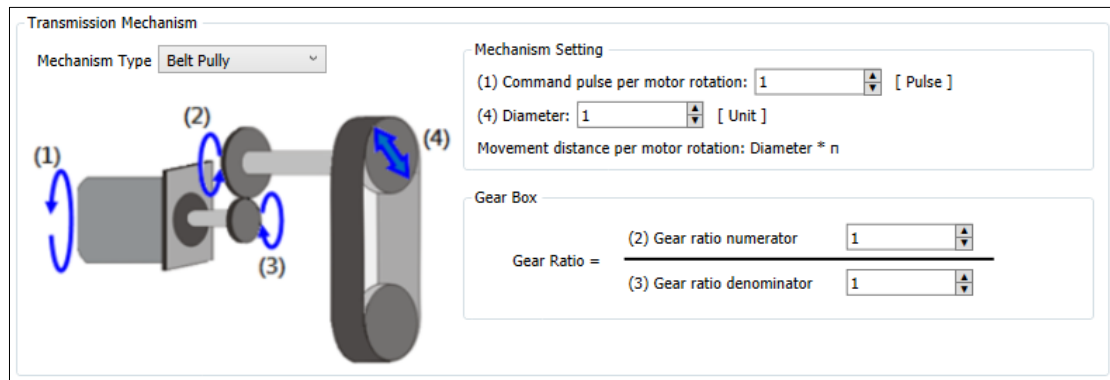 Transmission Mechanism
Mechanism Type Belt Pully
(1)
(2)
(3)
(4)
Mechanism Setting
(1) Command pulse per motor rotation: 1 [ Pulse ]
(4) Diameter: 1 [ Unit ]
Movement distance per motor rotation: Diameter * п
Gear Box
Gear Ratio =
(2) Gear ratio numerator 1
(3) Gear ratio denominator 1